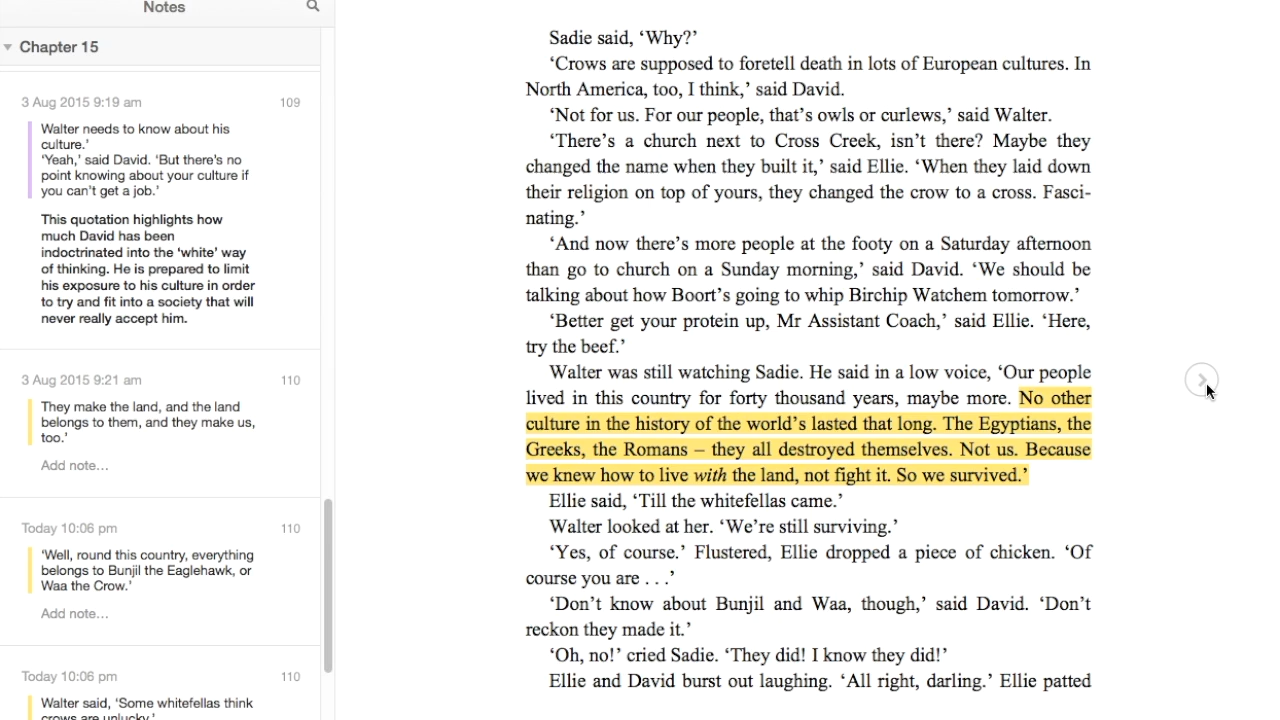 Notes
Chapter 15
3 Aug 2015 9:19 am 109
Walter needs to know about his
culture.’
‘Yeah,’ said David. ‘But there’s no
point knowing about your culture if
you can’t get a job.’
This quotation highlights how
much David has been
indoctrinated into the ‘white’ way
of thinking. He is prepared to limit
his exposure to his culture in order
to try and fit into a society that will
never really accept him.
3 Aug 2015 9:21 am 110
They make the land, and the land
belongs to them, and they make us,
too.’
Add note...
Today 10:06 pm 110
‘Well, round this country, everything
belongs to Bunjil the Eaglehawk, or
Waa the Crow.’
Add note...
Today 10:06 pm 110
Walter said, ‘Some whitefellas think
crows are unlucky.’
Sadie said, ‘Why?’
‘Crows are supposed to foretell death in lots of European cultures. In
North America, too, I think,’ said David.
‘Not for us. For our people, that’s owls or curlews,’ said Walter.
‘There’s a church next to Cross Creek, isn’t there? Maybe they
changed the name when they built it,’ said Ellie. ‘When they laid down
their religion on top of yours, they changed the crow to a cross. Fasci-
nating.’
‘And now there’s more people at the footy on a Saturday afternoon
than go to church on a Sunday morning,’ said David. ‘We should be
talking about how Boort’s going to whip Birchip Watchem tomorrow.’
‘Better get your protein up, Mr Assistant Coach,’ said Ellie. ‘Here,
try the beef.’
Walter was still watching Sadie. He said in a low voice, ‘Our people
lived in this country for forty thousand years, maybe more. No other
culture in the history of the world’s lasted that long. The Egyptians, the
Greeks, the Romans – they all destroyed themselves. Not us. Because
we knew how to live with the land, not fight it. So we survived.’
Ellie said, ‘Till the whitefellas came.’
Walter looked at her. ‘We’re still surviving.’
‘Yes, of course.’ Flustered, Ellie dropped a piece of chicken. ‘Of
course you are . . .’
‘Don’t know about Bunjil and Waa, though,’ said David. ‘Don’t
reckon they made it.’
‘Oh, no!’ cried Sadie. ‘They did! I know they did!’
Ellie and David burst out laughing. ‘All right, darling.’ Ellie patted